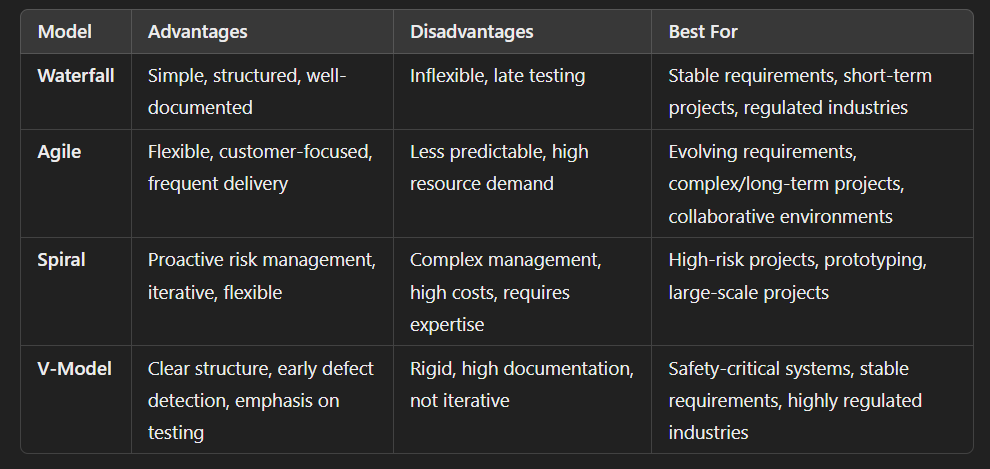 Model Advantages Disadvantages Best For
Waterfall Simple, structured, well- Inflexible, late testing Stable requirements, short-term
documented projects, regulated industries
Agile Flexible, customer-focused, Less predictable, high Evolving requirements,
frequent delivery resource demand complex/long-term projects,
collaborative environments
Spiral Proactive risk management, Complex management, High-risk projects, prototyping,
iterative, flexible high costs, requires large-scale projects
expertise
V-Model Clear structure, early defect Rigid, high documentation, Safety-critical systems, stable
detection, emphasis on not iterative requirements, highly regulated
testing industries